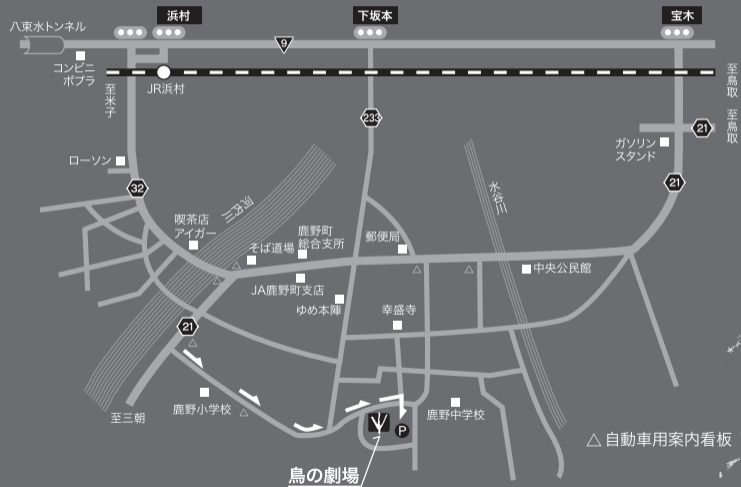 浜村
下坂本
宝木
八束水トンネル
9
コンビニ
ポプラ
至米子
JR浜村
至鳥取
233
21
至鳥取
ガソリン
スタンド
ローソン
32
21
水谷川
河内川
喫茶店
アイガー
そば道場
鹿野町
総合支所
郵便局
中央公民館
JA鹿野町支店
ゆめ本陣
幸盛寺
21
至三朝
鹿野小学校
鹿野中学校
P
△自動車用案内看板
鳥の劇場